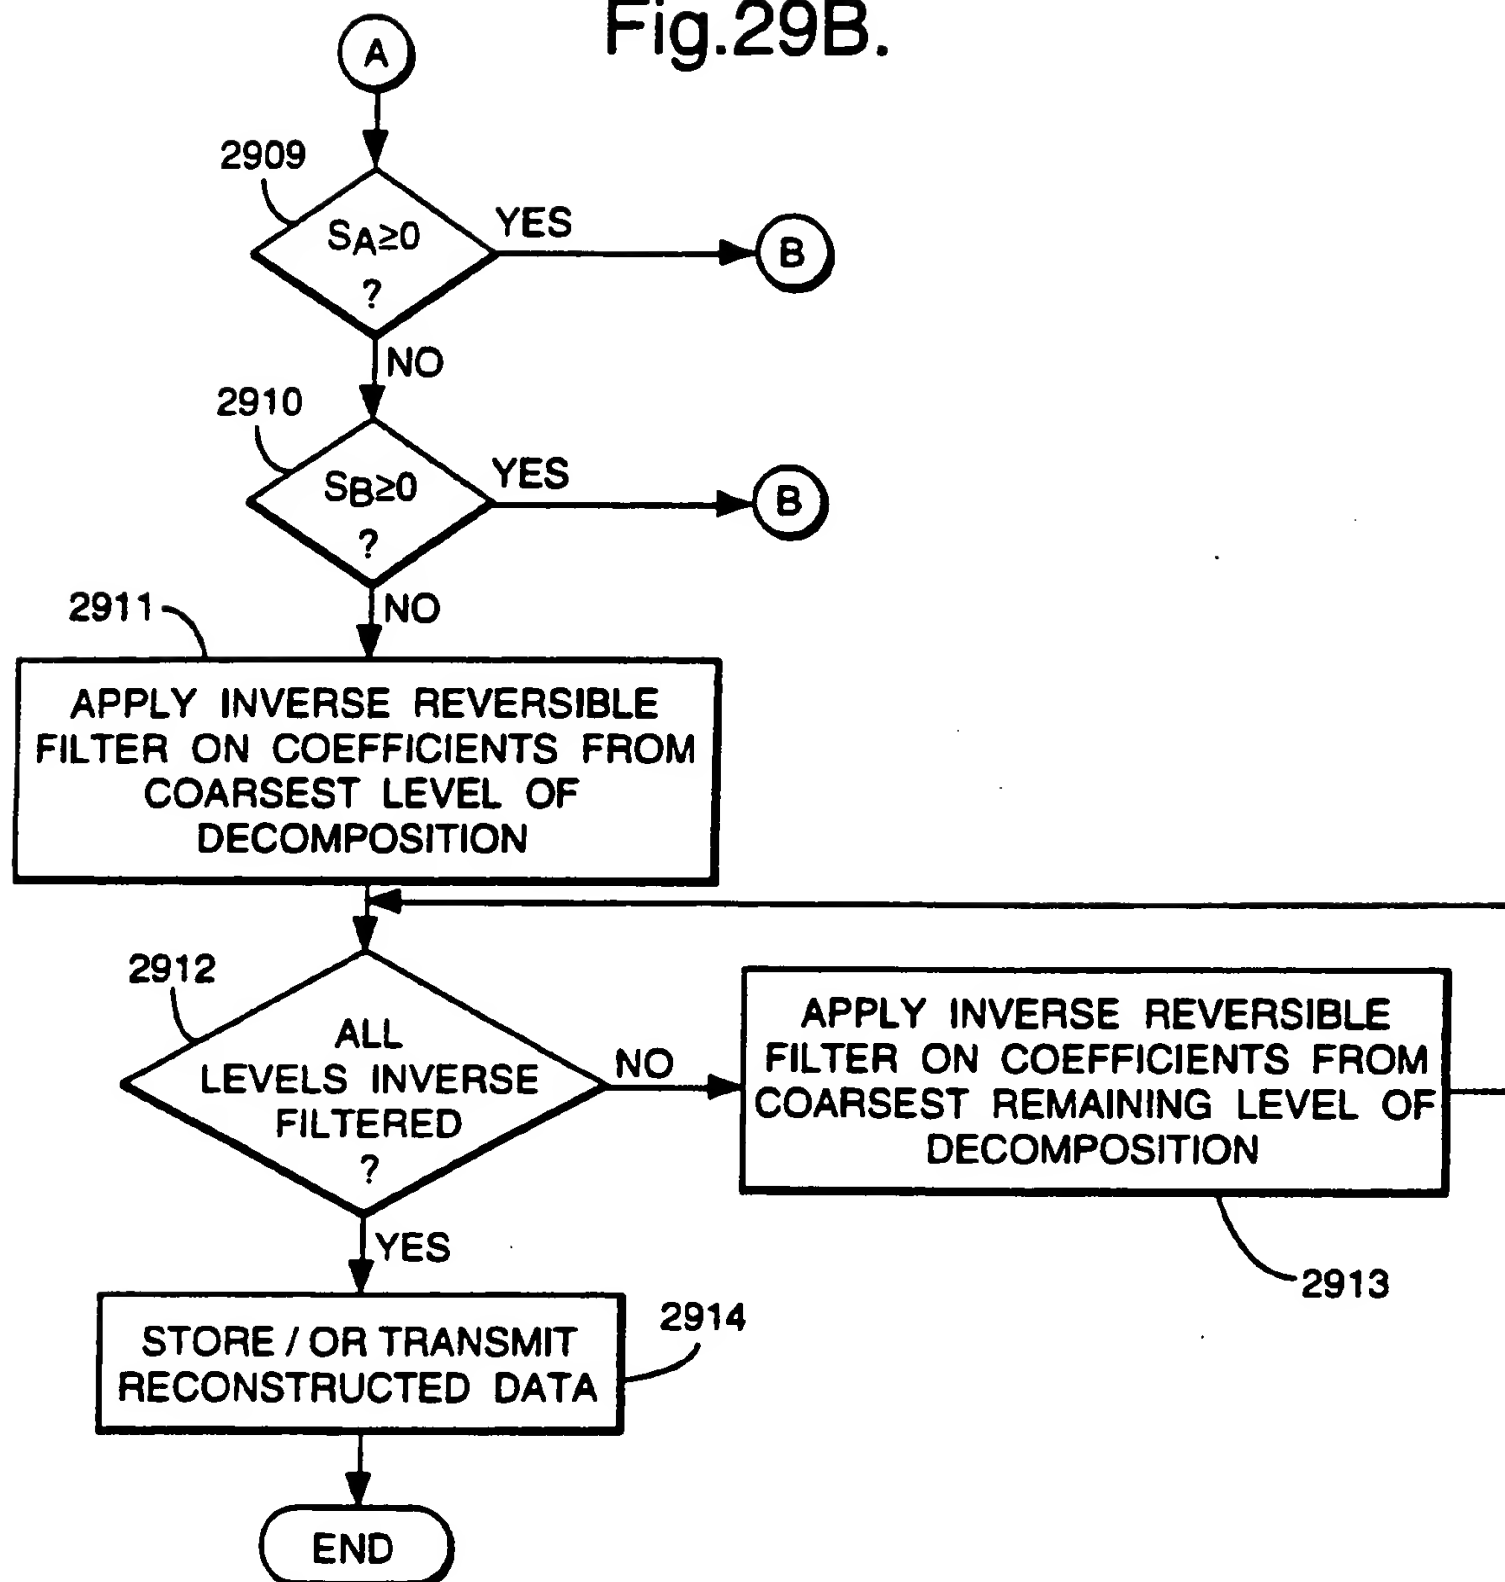 Fig.29B.
A
2909
SA≥0
?
YES
B
NO
2910
SB≥0
?
YES
B
NO
2911
APPLY INVERSE REVERSIBLE
FILTER ON COEFFICIENTS FROM
COARSEST LEVEL OF
DECOMPOSITION
2912
ALL
LEVELS INVERSE
FILTERED
?
NO
APPLY INVERSE REVERSIBLE
FILTER ON COEFFICIENTS FROM
COARSEST REMAINING LEVEL OF
DECOMPOSITION
2913
YES
STORE / OR TRANSMIT
RECONSTRUCTED DATA
2914
END